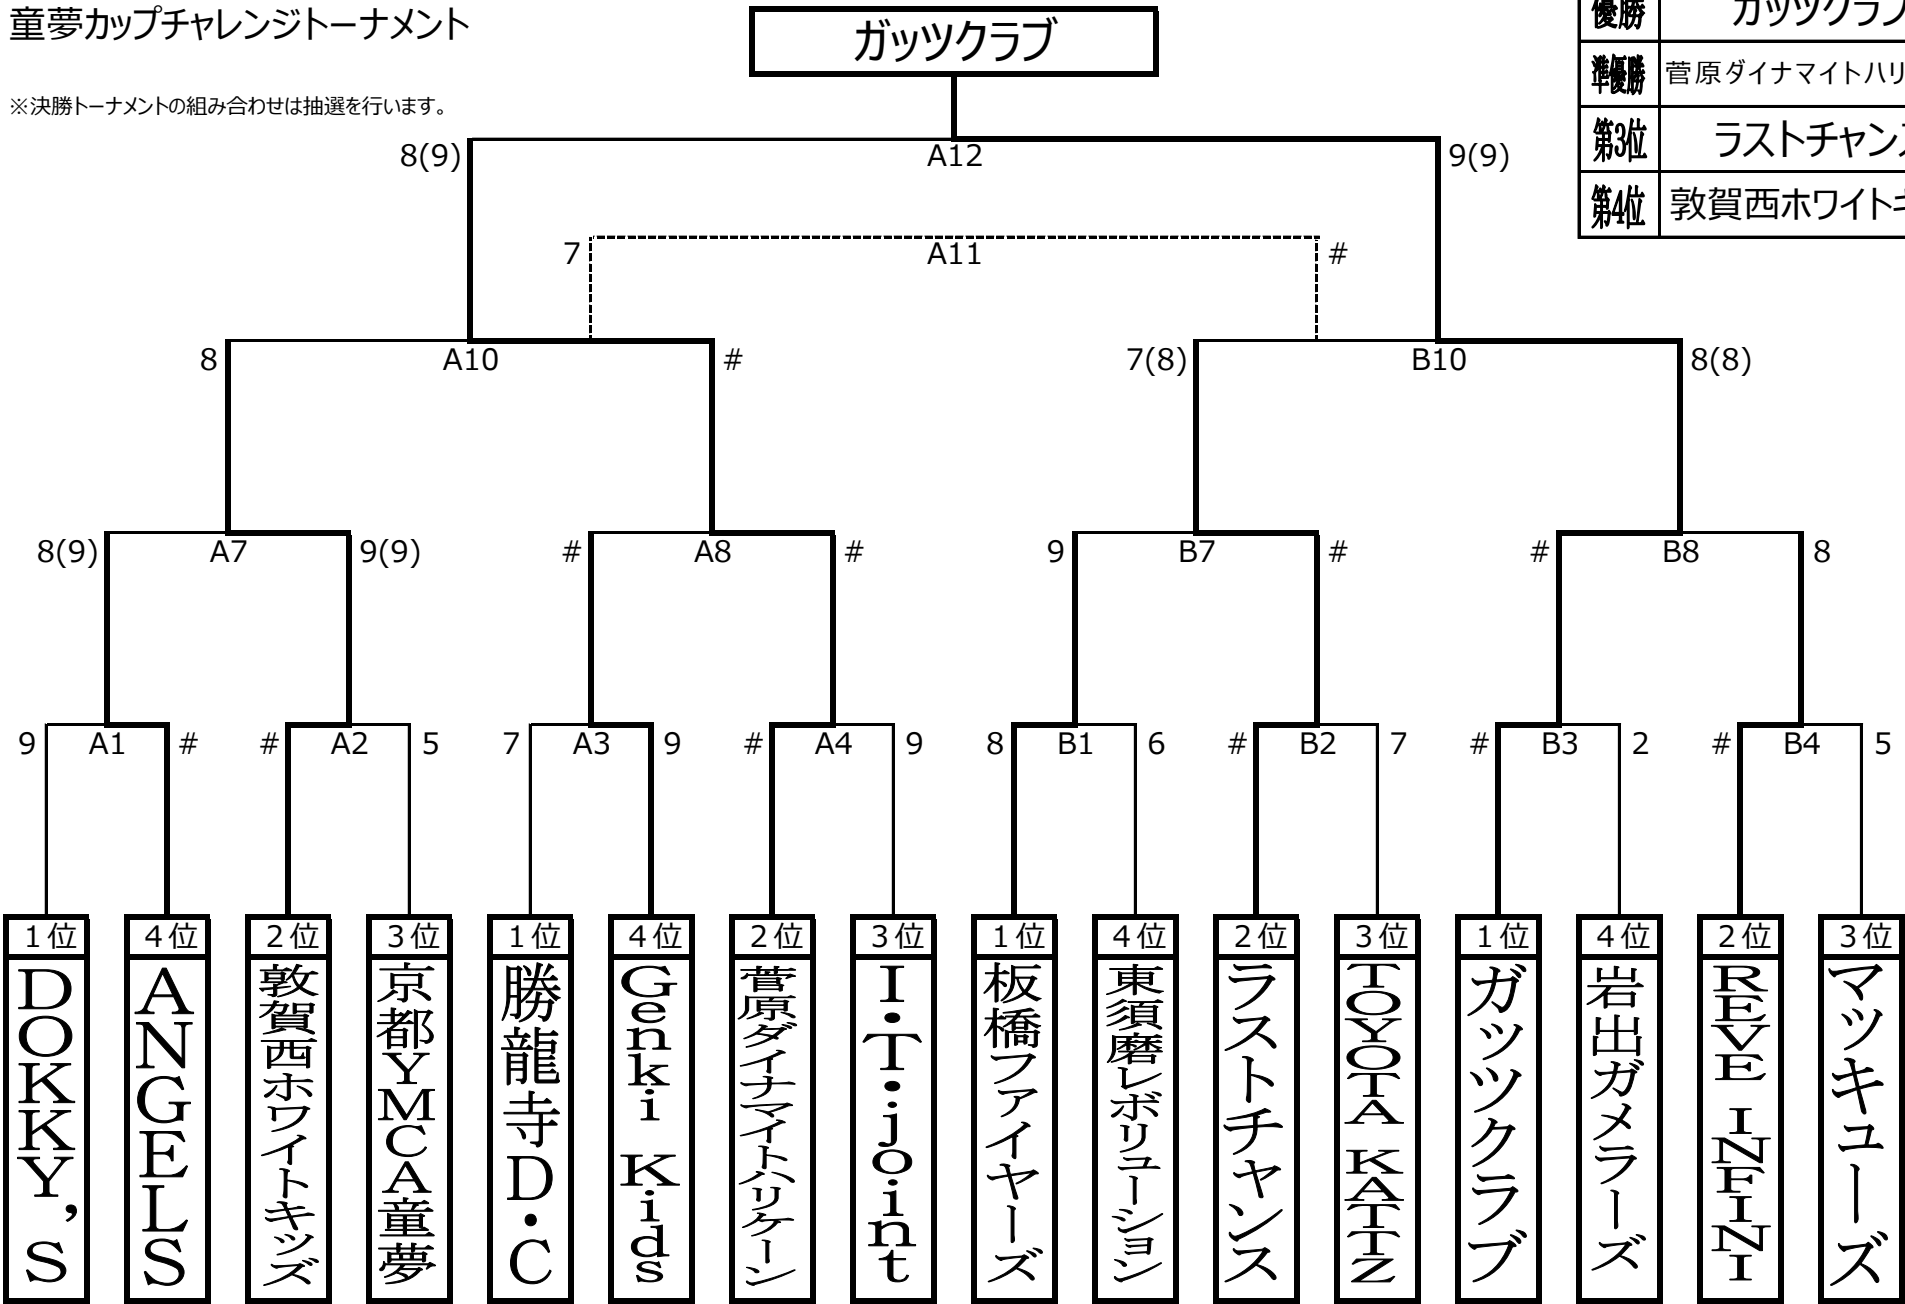 童夢カップチャレンジトーナメント
ガッツクラブ
優勝 ガッツクラブ
準優勝 菅原ダイナマイトハリ
第3位 ラストチャンス
第4位 敦賀西ホワイトキ
※決勝トーナメントの組み合わせは抽選を行います。
8(9) A12 9(9)
7 A11 #
8 A10 # 7(8) B10 8(8)
8(9) A7 9(9) # A8 # 9 B7 # # B8 8
9 A1 # # A2 5 7 A3 9 # A4 9 8 B1 6 # B2 7 # B3 2 # B4 5
1位 4位 2位 3位 1位 4位 2位 3位 1位 4位 2位 3位 1位 4位 2位 3位
DOKKY'S
ANGELS
敦賀西ホワイトキッズ
京都YMCA童夢
勝龍寺D・C
Genki Kids
菅原ダイナマイトハリケーン
I・T・joint
板橋ファイヤーズ
東須磨レボリューション
ラストチャンス
TOYOTA KATTZ
ガッツクラブ
岩出ガメラーズ
REVE INFINI
マツキューズ